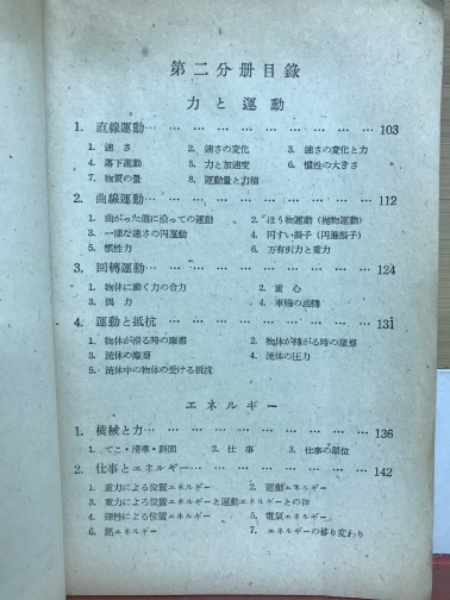 第二分册目錄
力と運動
1. 直線運動… … … … … … … … … … 103
1. 速さ 2. 速さの変化 3. 速さの変化と力
4. 落下運動 5. 力と加速度 6. 慣性の大きさ
7. 物質の量 8. 運動量と力積
2. 曲線運動… … … … … … … … … … 112
1. 曲がった道に沿っての運動 2. ほう物運動(抛物運動)
3. 一様な速さの円運動 4. 円すい振子(円錐振子)
5. 慣性力 6. 万有引力と重力
3. 回轉運動… … … … … … … … … … 124
1. 物体に働く力の合力 2. 重心
3. 偶力 4. 車輪の廻轉
4. 運動と抵抗 … … … … … … … … … 131
1. 物体が滑る時の摩擦 2. 物体が轉がる時の摩擦
3. 流体の摩擦 4. 流体の圧力
5. 流体中の物体の受ける抵抗
エネルギー
1. 機械と力… … … … … … … … … … 136
1. てこ・滑車・斜面 2. 仕事 3. 仕事の單位
2. 仕事とエネルギー… … … … … … … … 142
1. 重力による位置エネルギー 2. 運動エネルギー
3. 重力による位置エネルギーと運動エネルギーとの和
4. 弾性による位置エネルギー 5. 電氣エネルギー
6. 熱エネルギー 7. エネルギーの移り変わり